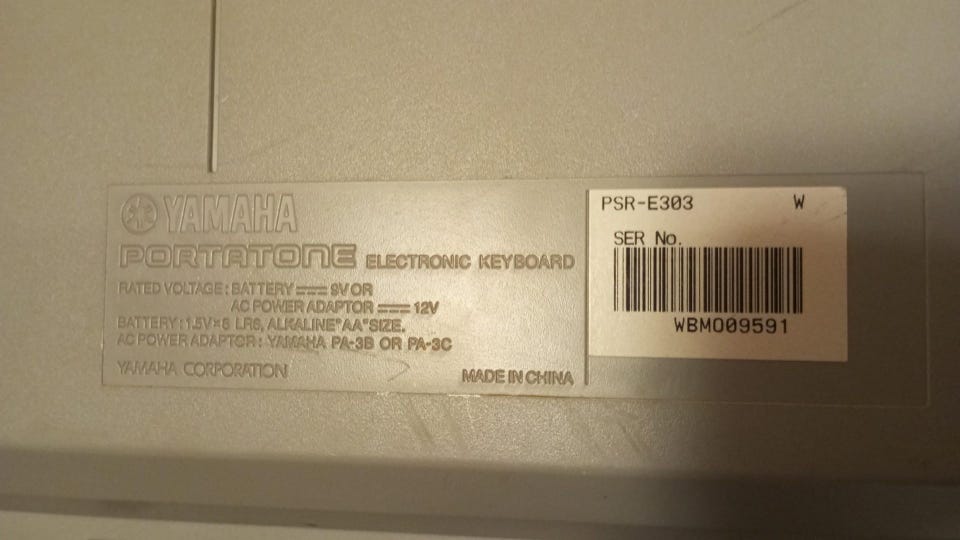 YAMAHA
PORTATONE ELECTRONIC KEYBOARD
RATED VOLTAGE : BATTERY ⎓ 9V OR
AC POWER ADAPTOR ⎓ 12V
BATTERY : 1.5V×6 LR6, ALKALINE "AA" SIZE.
AC POWER ADAPTOR : YAMAHA PA-3B OR PA-3C
YAMAHA CORPORATION MADE IN CHINA
PSR-E303 W
SER No.
WBMO09591